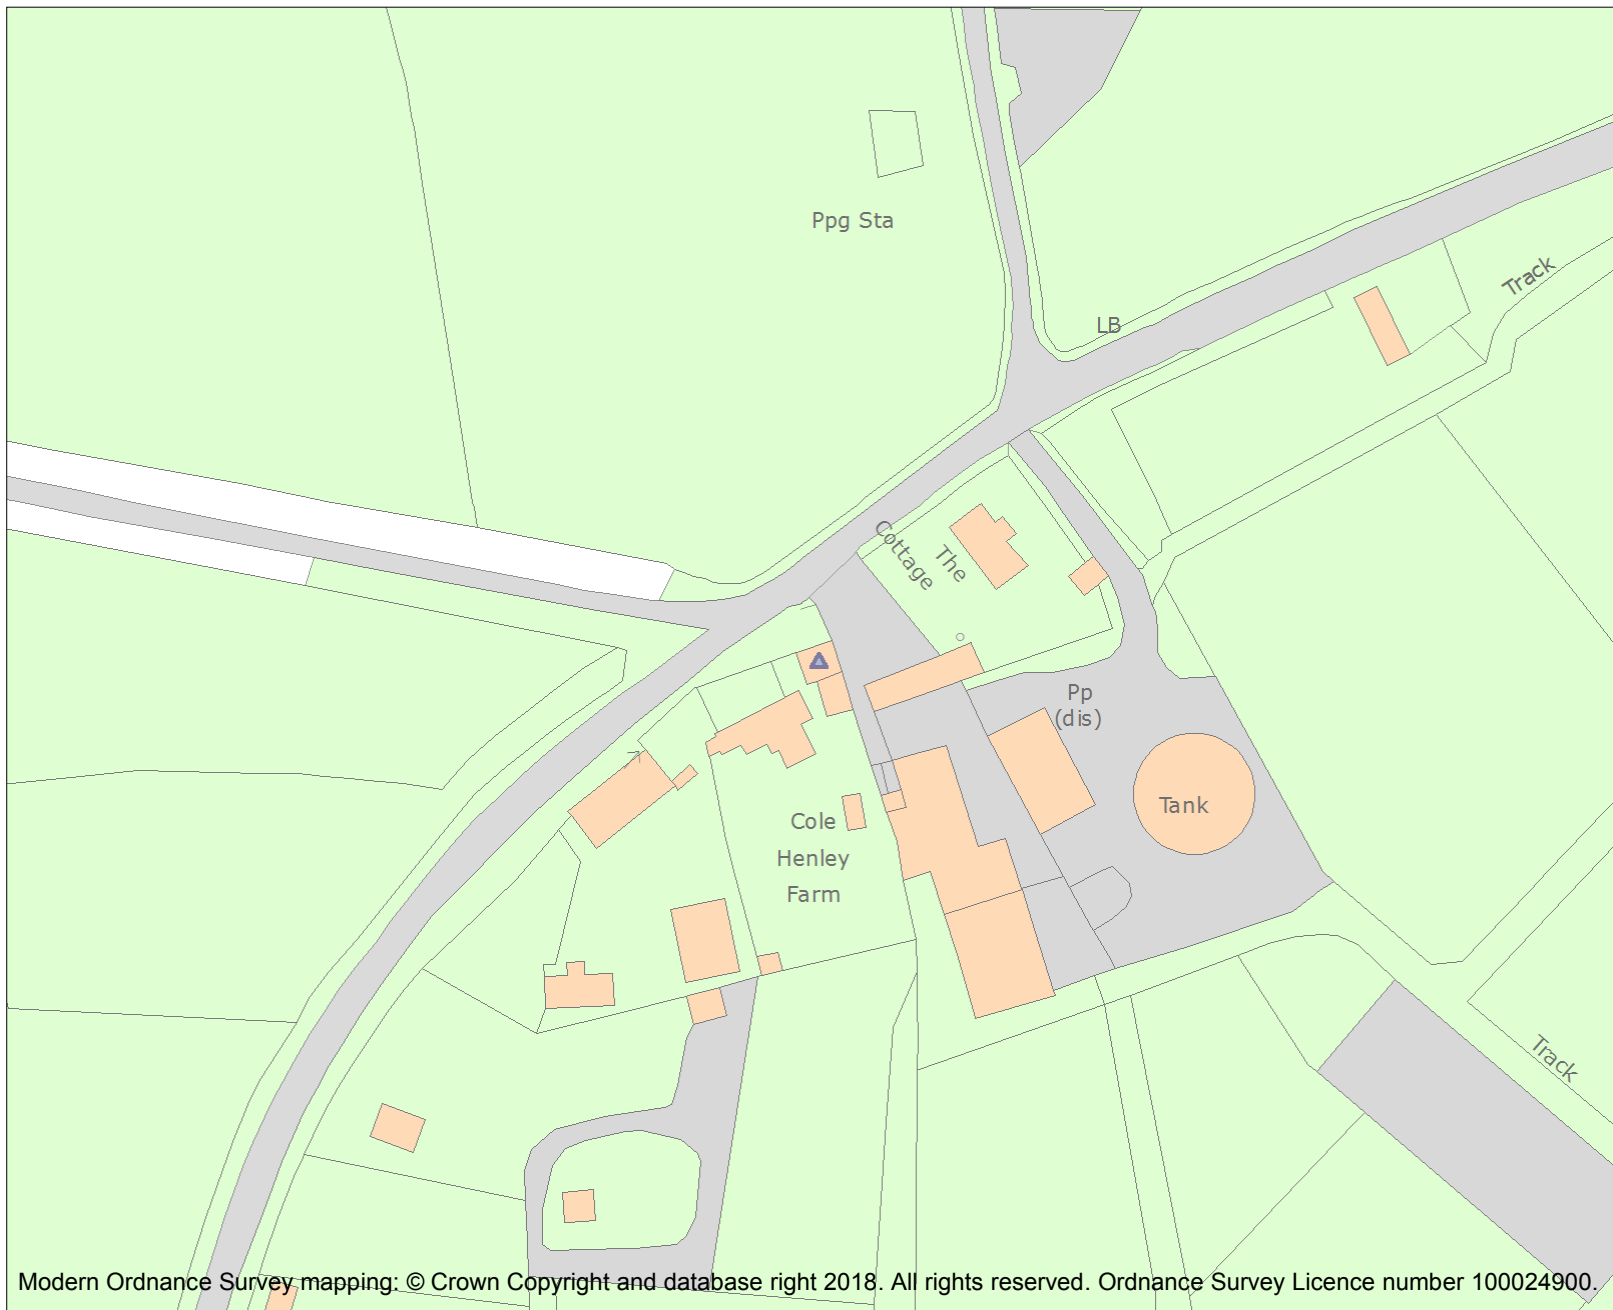 Ppg Sta
Track
LB
The
Cottage
Pp
(dis)
Tank
Cole
Henley
Farm
Track
Modern Ordnance Survey mapping: © Crown Copyright and database right 2018. All rights reserved. Ordnance Survey Licence number 100024900.